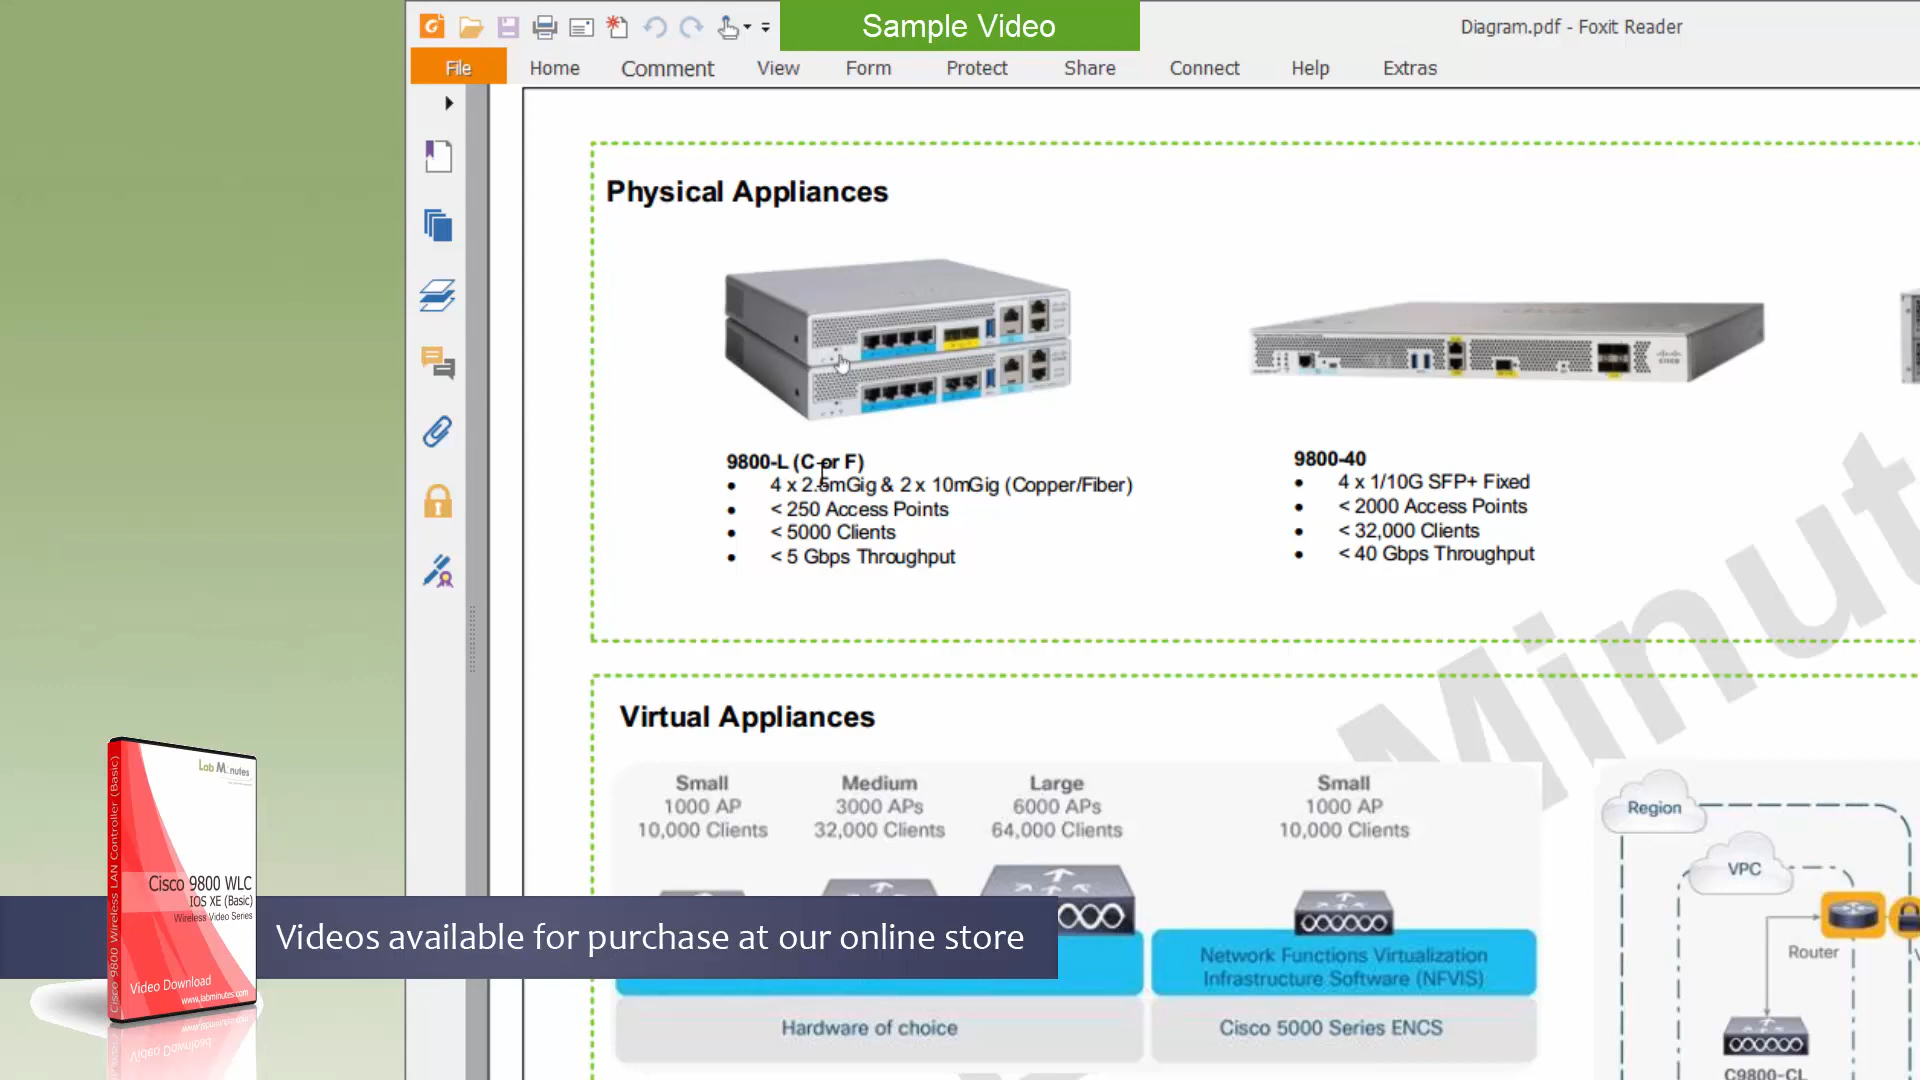 Sample Video
Diagram.pdf - Foxit Reader
File Home Comment View Form Protect Share Connect Help Extras
Physical Appliances
9800-L (C or F)
• 4 x 2.5mGig & 2 x 10mGig (Copper/Fiber)
• < 250 Access Points
• < 5000 Clients
• < 5 Gbps Throughput
9800-40
• 4 x 1/10G SFP+ Fixed
• < 2000 Access Points
• < 32,000 Clients
• < 40 Gbps Throughput
Minut
Virtual Appliances
Small
1000 AP
10,000 Clients
Medium
3000 APs
32,000 Clients
Large
6000 APs
64,000 Clients
Small
1000 AP
10,000 Clients
Network Functions Virtualization
Infrastructure Software (NFVIS)
Hardware of choice
Cisco 5000 Series ENCS
Region
VPC
Router
C9800-CL
Lab Minutes
Cisco 9800 WLC
IOS XE (Basic)
Wireless Video Series
Video Download
www.labminutes.com
Cisco 9800 Wireless LAN Controller (Basic)
Videos available for purchase at our online store